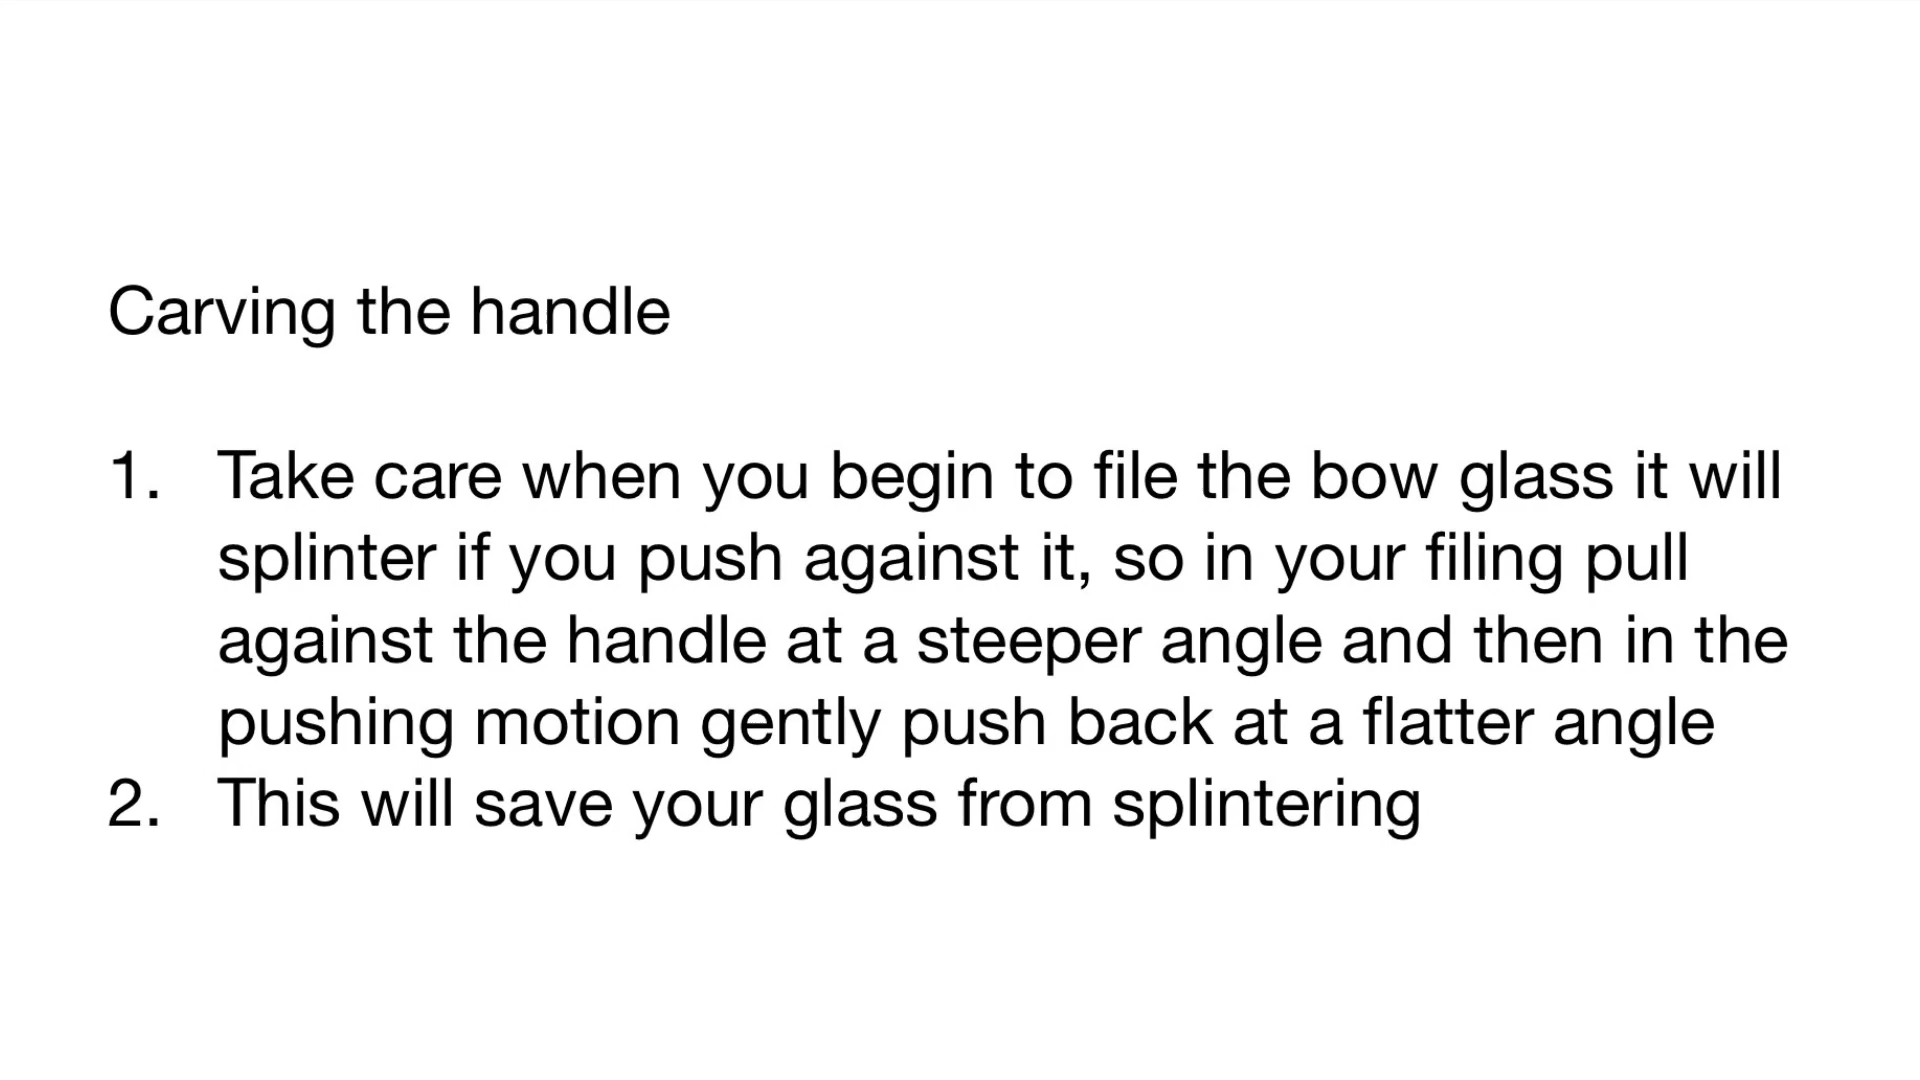 Carving the handle
1. Take care when you begin to file the bow glass it will
splinter if you push against it, so in your filing pull
against the handle at a steeper angle and then in the
pushing motion gently push back at a flatter angle
2. This will save your glass from splintering